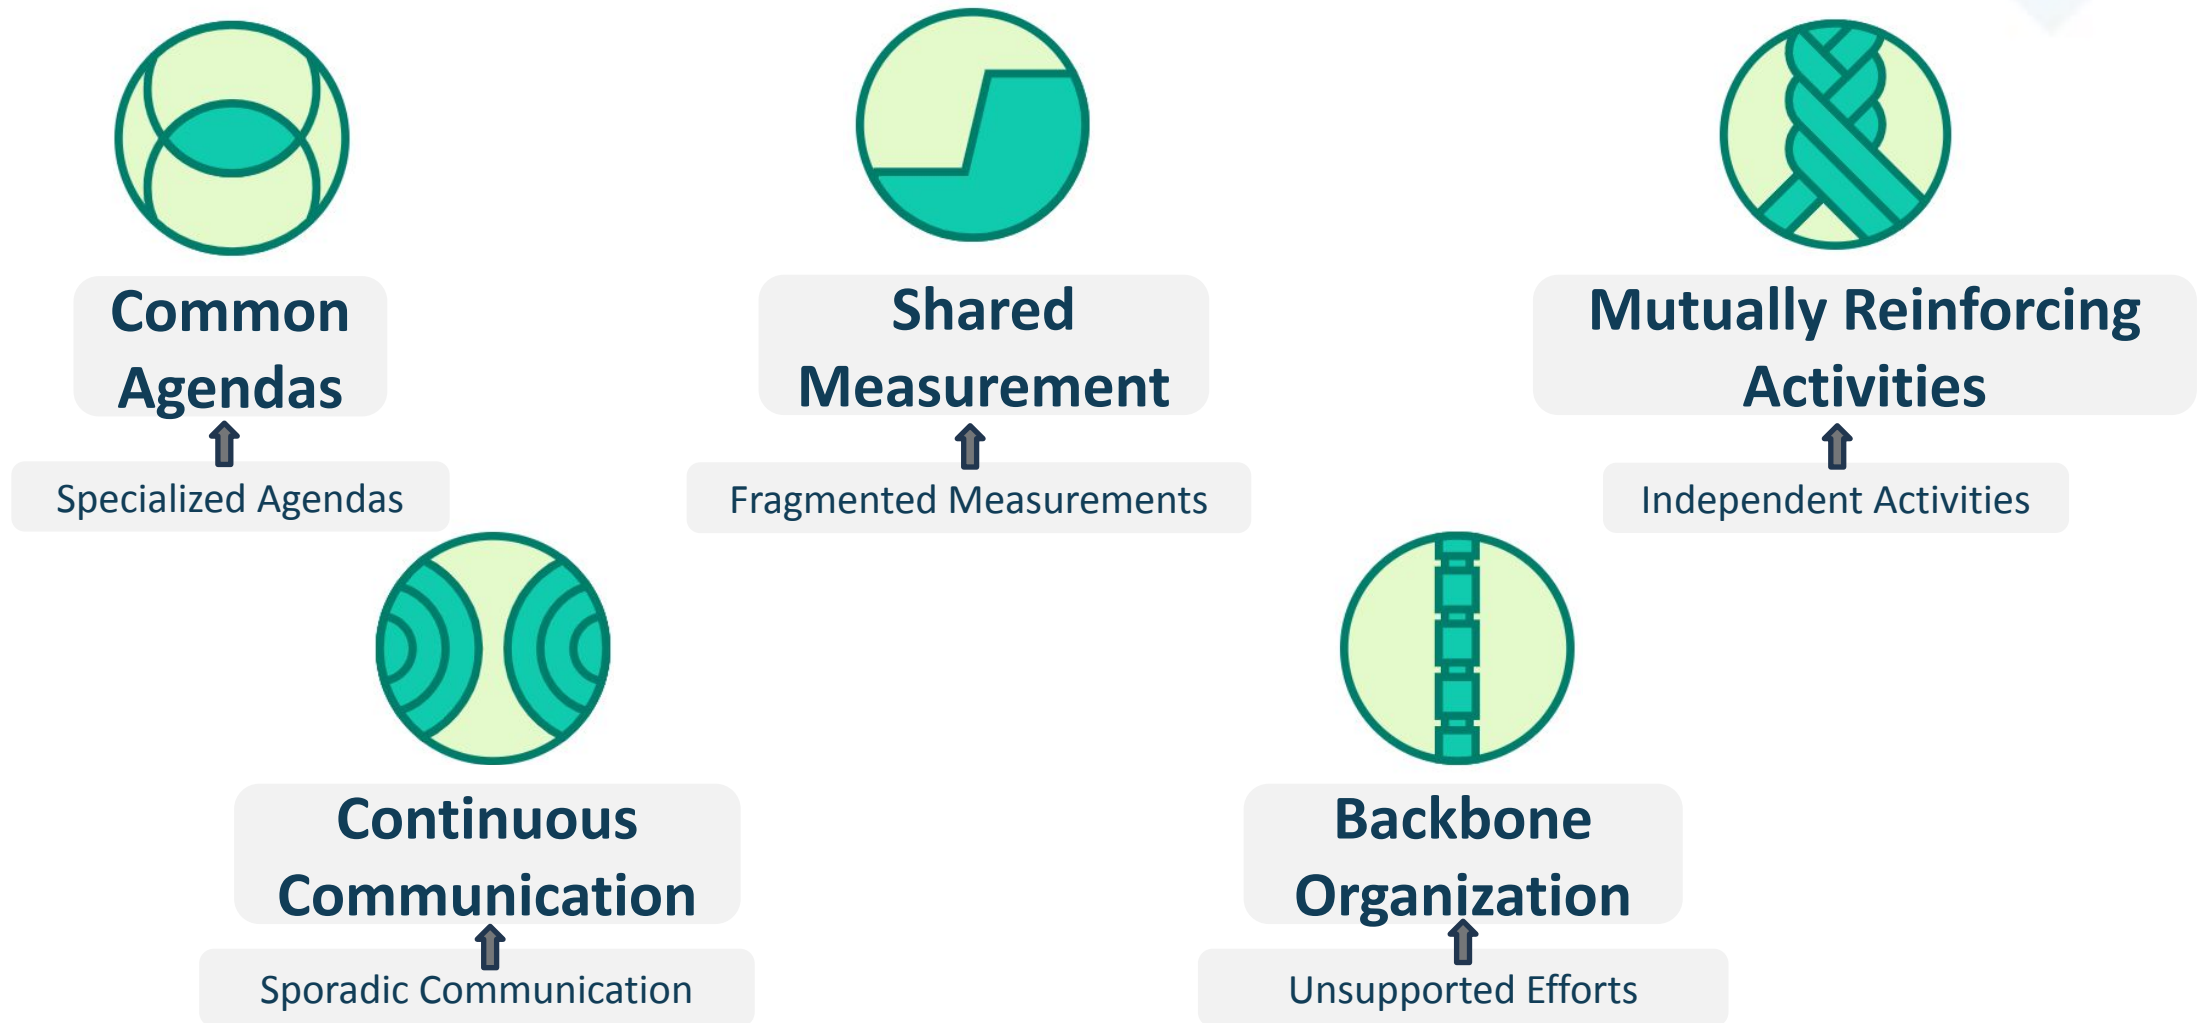 Common
Agendas
Specialized Agendas
Shared
Measurement
Fragmented Measurements
Mutually Reinforcing
Activities
Independent Activities
Continuous
Communication
Sporadic Communication
Backbone
Organization
Unsupported Efforts